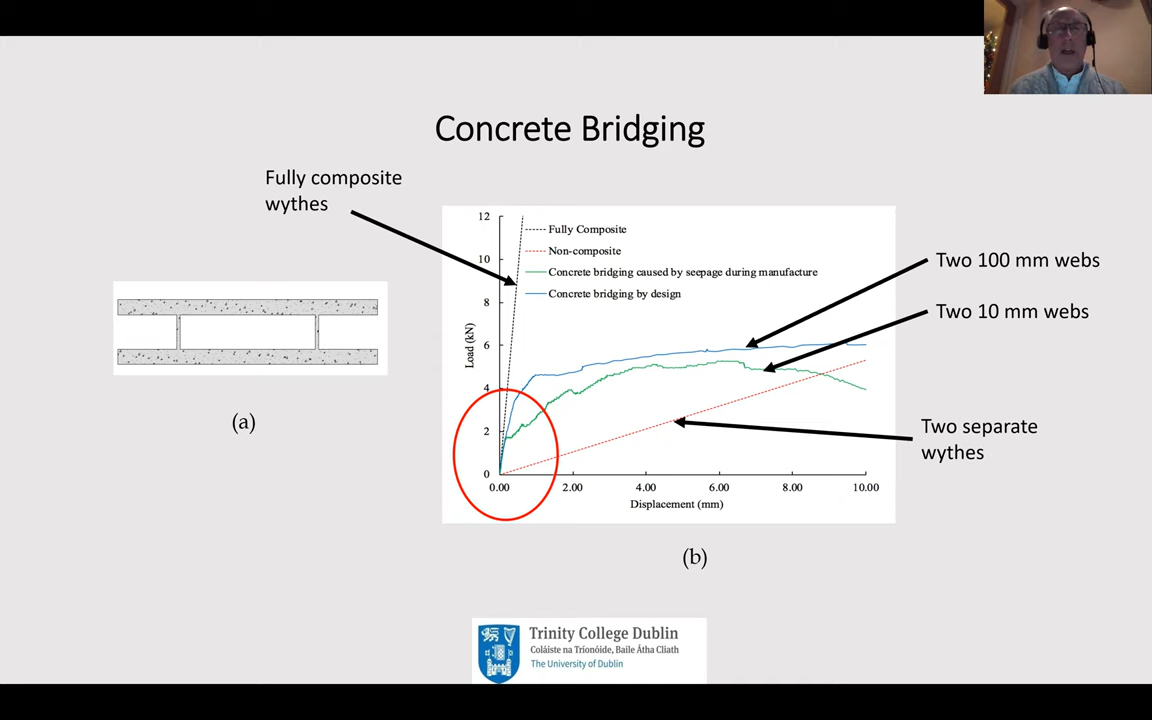 Concrete Bridging
Fully composite
wythes
12
10
8
6
4
2
0
Load (kN)
Fully Composite
Non-composite
Concrete bridging caused by seepage during manufacture
Concrete bridging by design
0.00 2.00 4.00 6.00 8.00 10.00
Displacement (mm)
Two 100 mm webs
Two 10 mm webs
Two separate
wythes
(a)
(b)
Trinity College Dublin
Coláiste na Tríonóide, Baile Átha Cliath
The University of Dublin